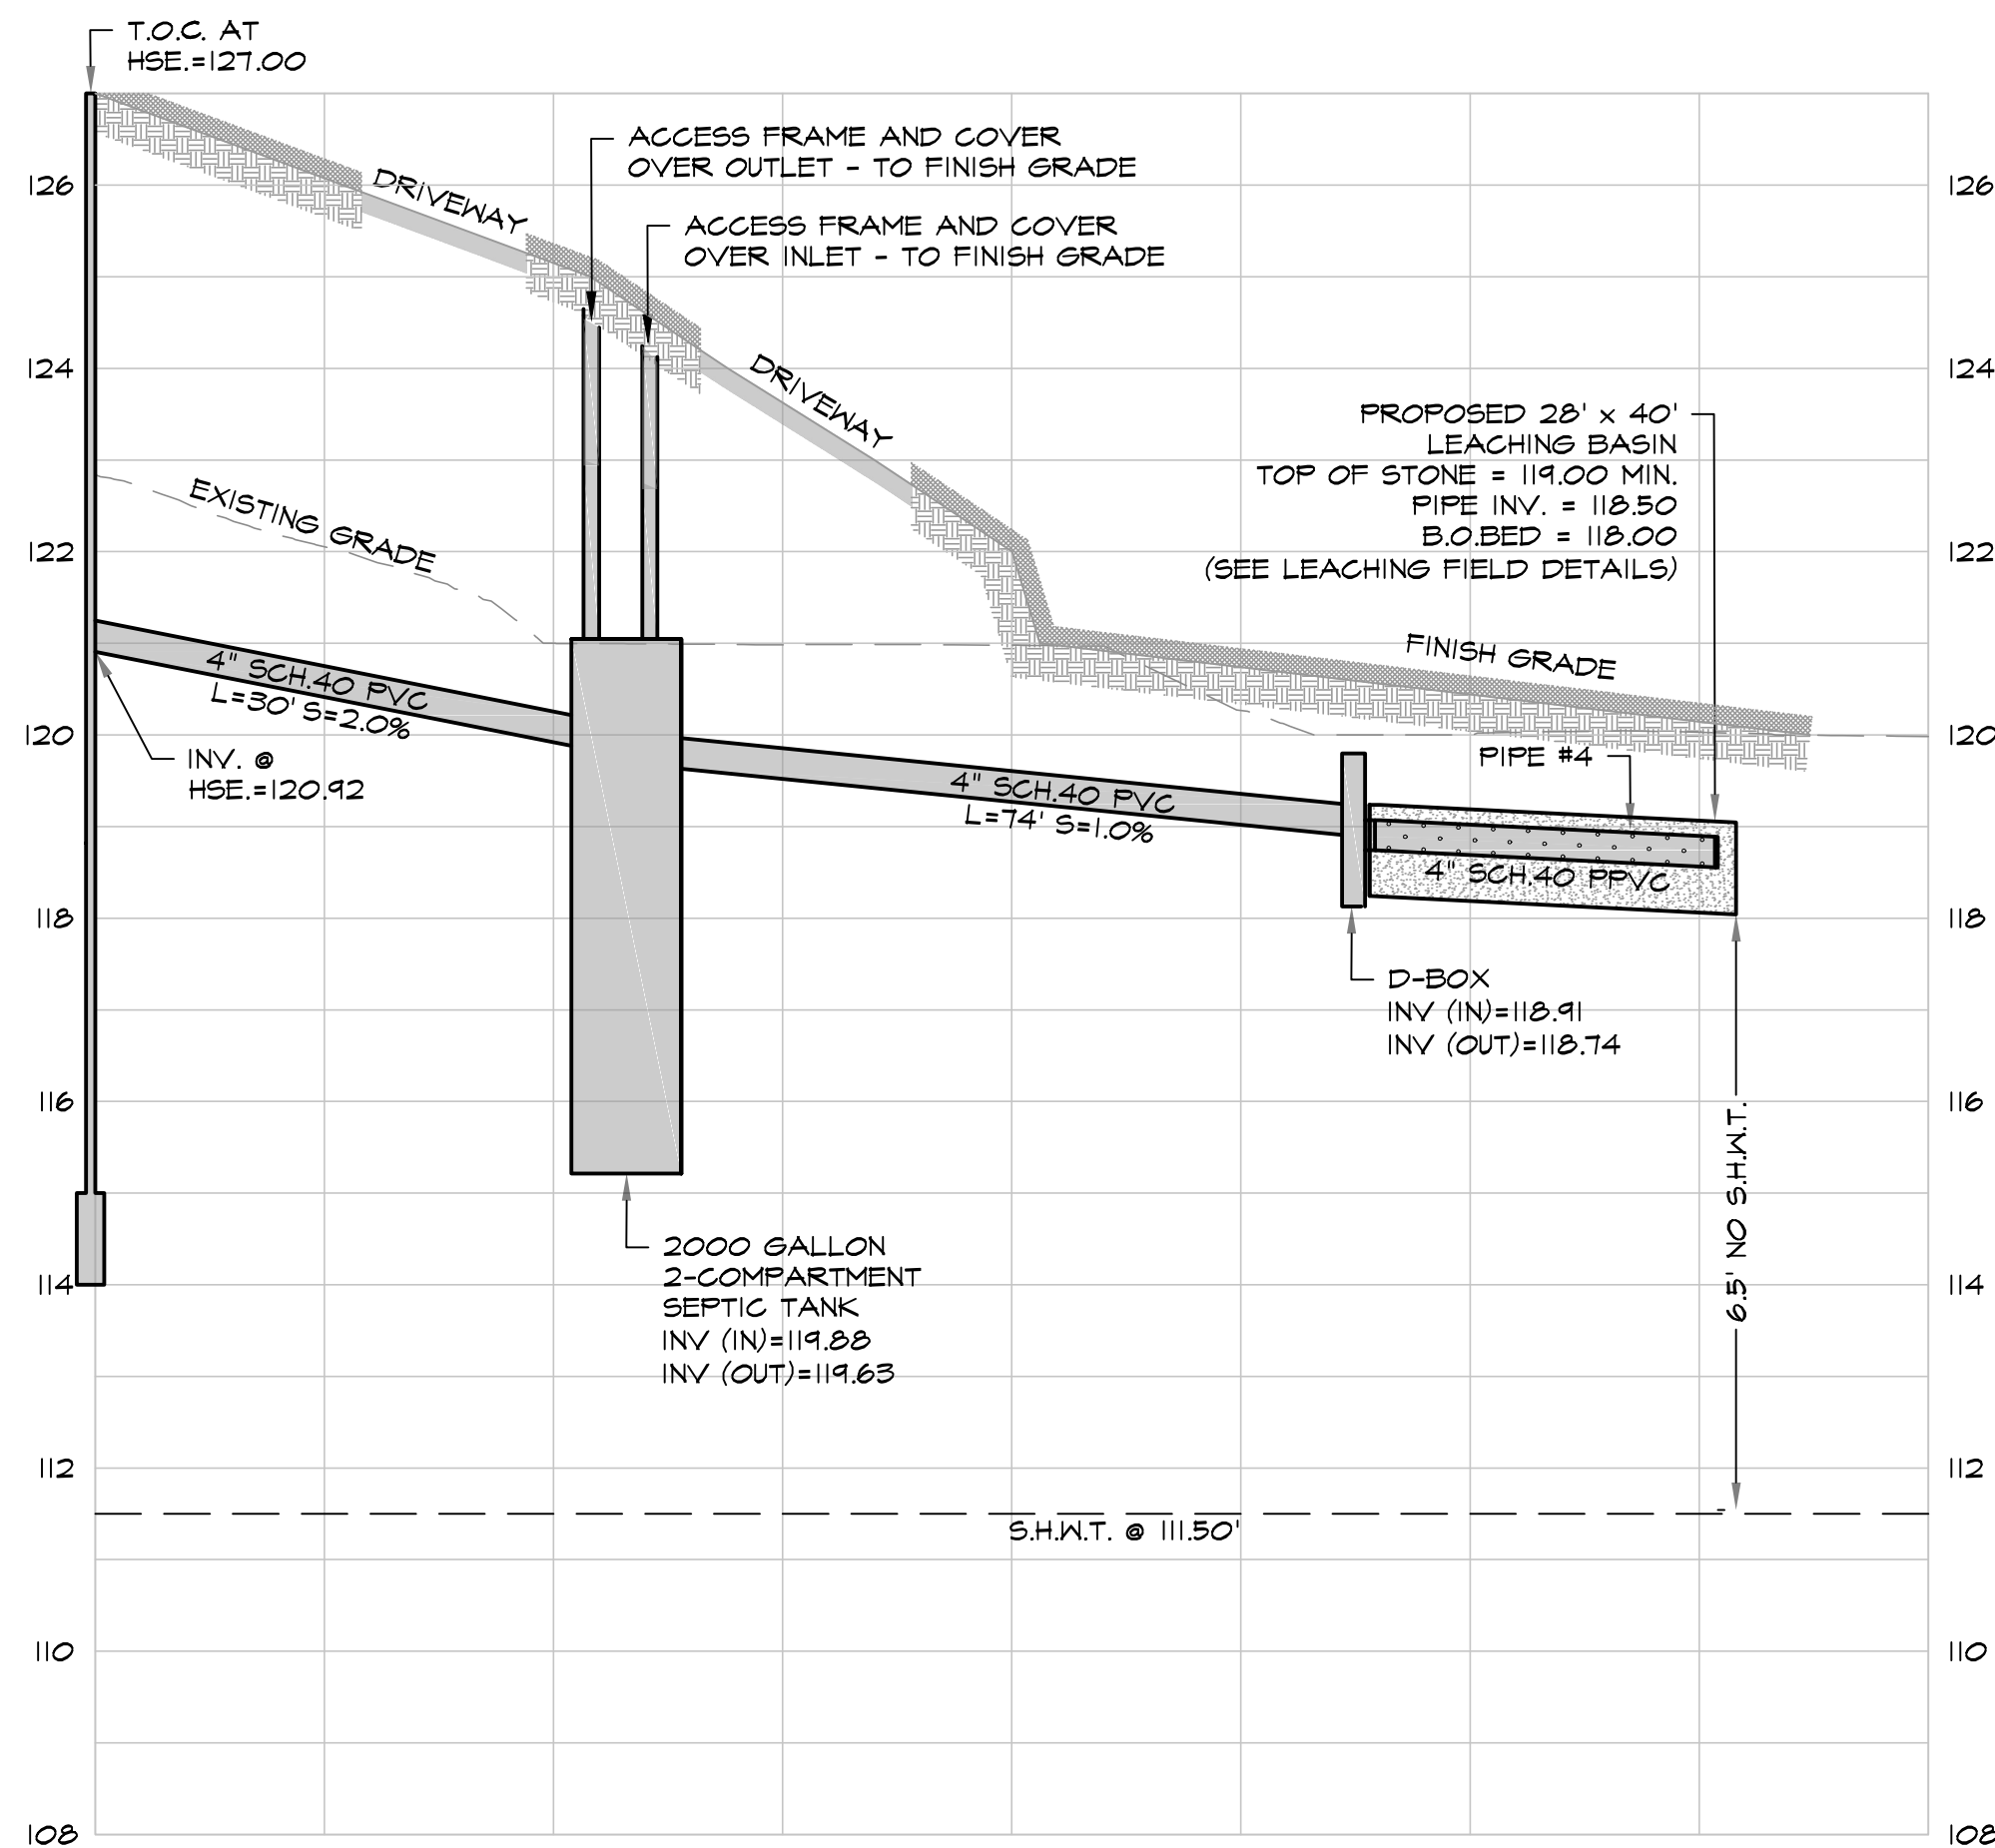 T.O.C. AT
HSE.=127.00
ACCESS FRAME AND COVER
OVER OUTLET - TO FINISH GRADE
ACCESS FRAME AND COVER
OVER INLET - TO FINISH GRADE
DRIVEWAY
DRIVEWAY
EXISTING GRADE
PROPOSED 28' x 40'
LEACHING BASIN
TOP OF STONE = 119.00 MIN.
PIPE INV. = 118.50
B.O.BED = 118.00
(SEE LEACHING FIELD DETAILS)
FINISH GRADE
4" SCH.40 PVC
L=30' S=2.0%
INV. @
HSE.=120.92
4" SCH.40 PVC
L=74' S=1.0%
PIPE #4
4" SCH.40 PPVC
D-BOX
INV (IN)=118.91
INV (OUT)=118.74
6.5' NO S.H.W.T.
2000 GALLON
2-COMPARTMENT
SEPTIC TANK
INV (IN)=119.88
INV (OUT)=119.63
S.H.W.T. @ 111.50'
126
124
122
120
118
116
114
112
110
108
126
124
122
120
118
116
114
112
110
108